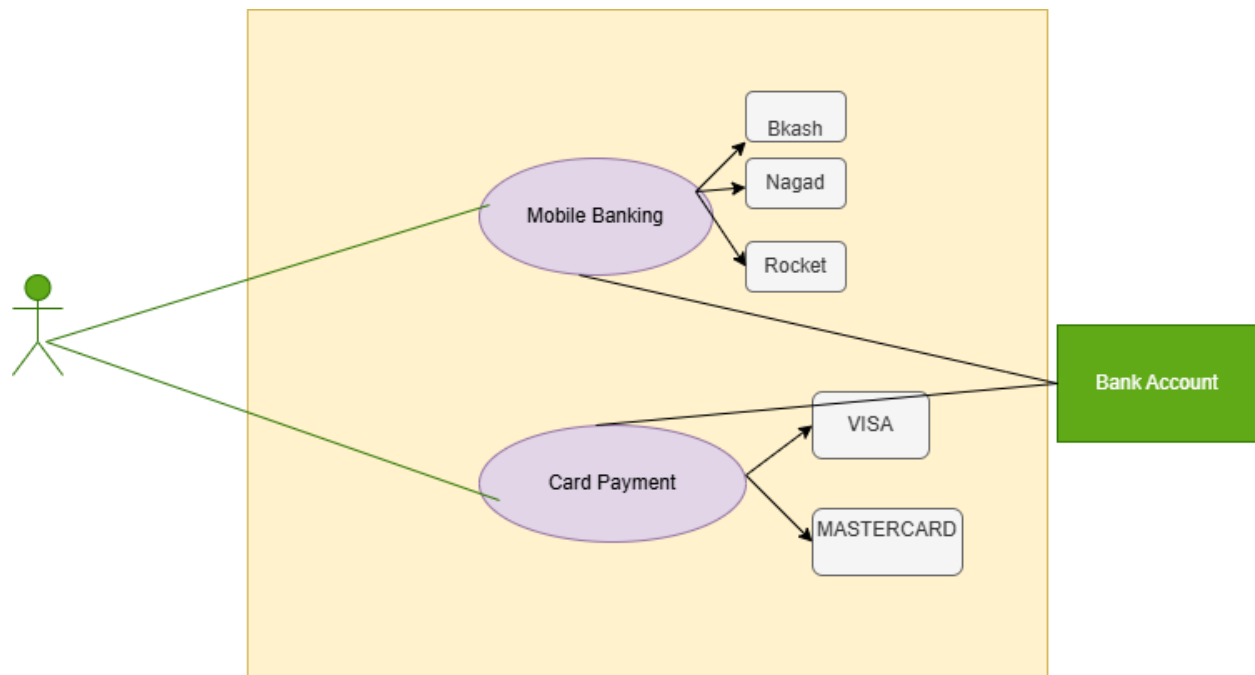 Bkash
Nagad
Mobile Banking
Rocket
Bank Account
VISA
Card Payment
MASTERCARD